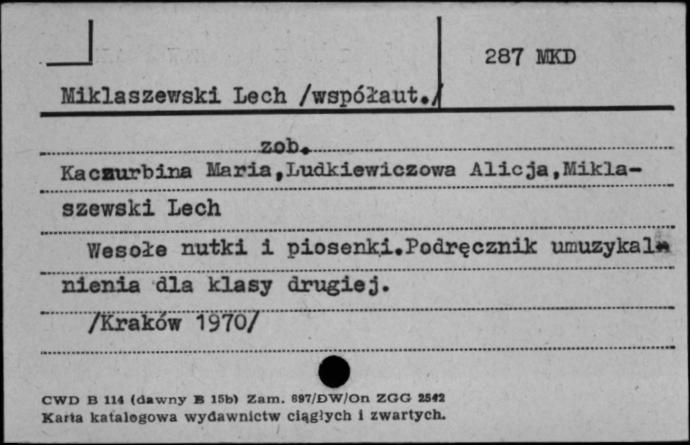 287 MKD
Miklaszewski Lech /współaut./
zob.
Kaczurbina Maria,Ludkiewiczowa Alicja,Mikla-
szewski Lech
Wesołe nutki i piosenki.Podręcznik umuzykal-
nienia dla klasy drugiej.
/Kraków 1970/
CWD B 114 (dawny B 15b) Zam. 897/DW/On ZGG 2542
Karta katalogowa wydawnictw ciągłych i zwartych.